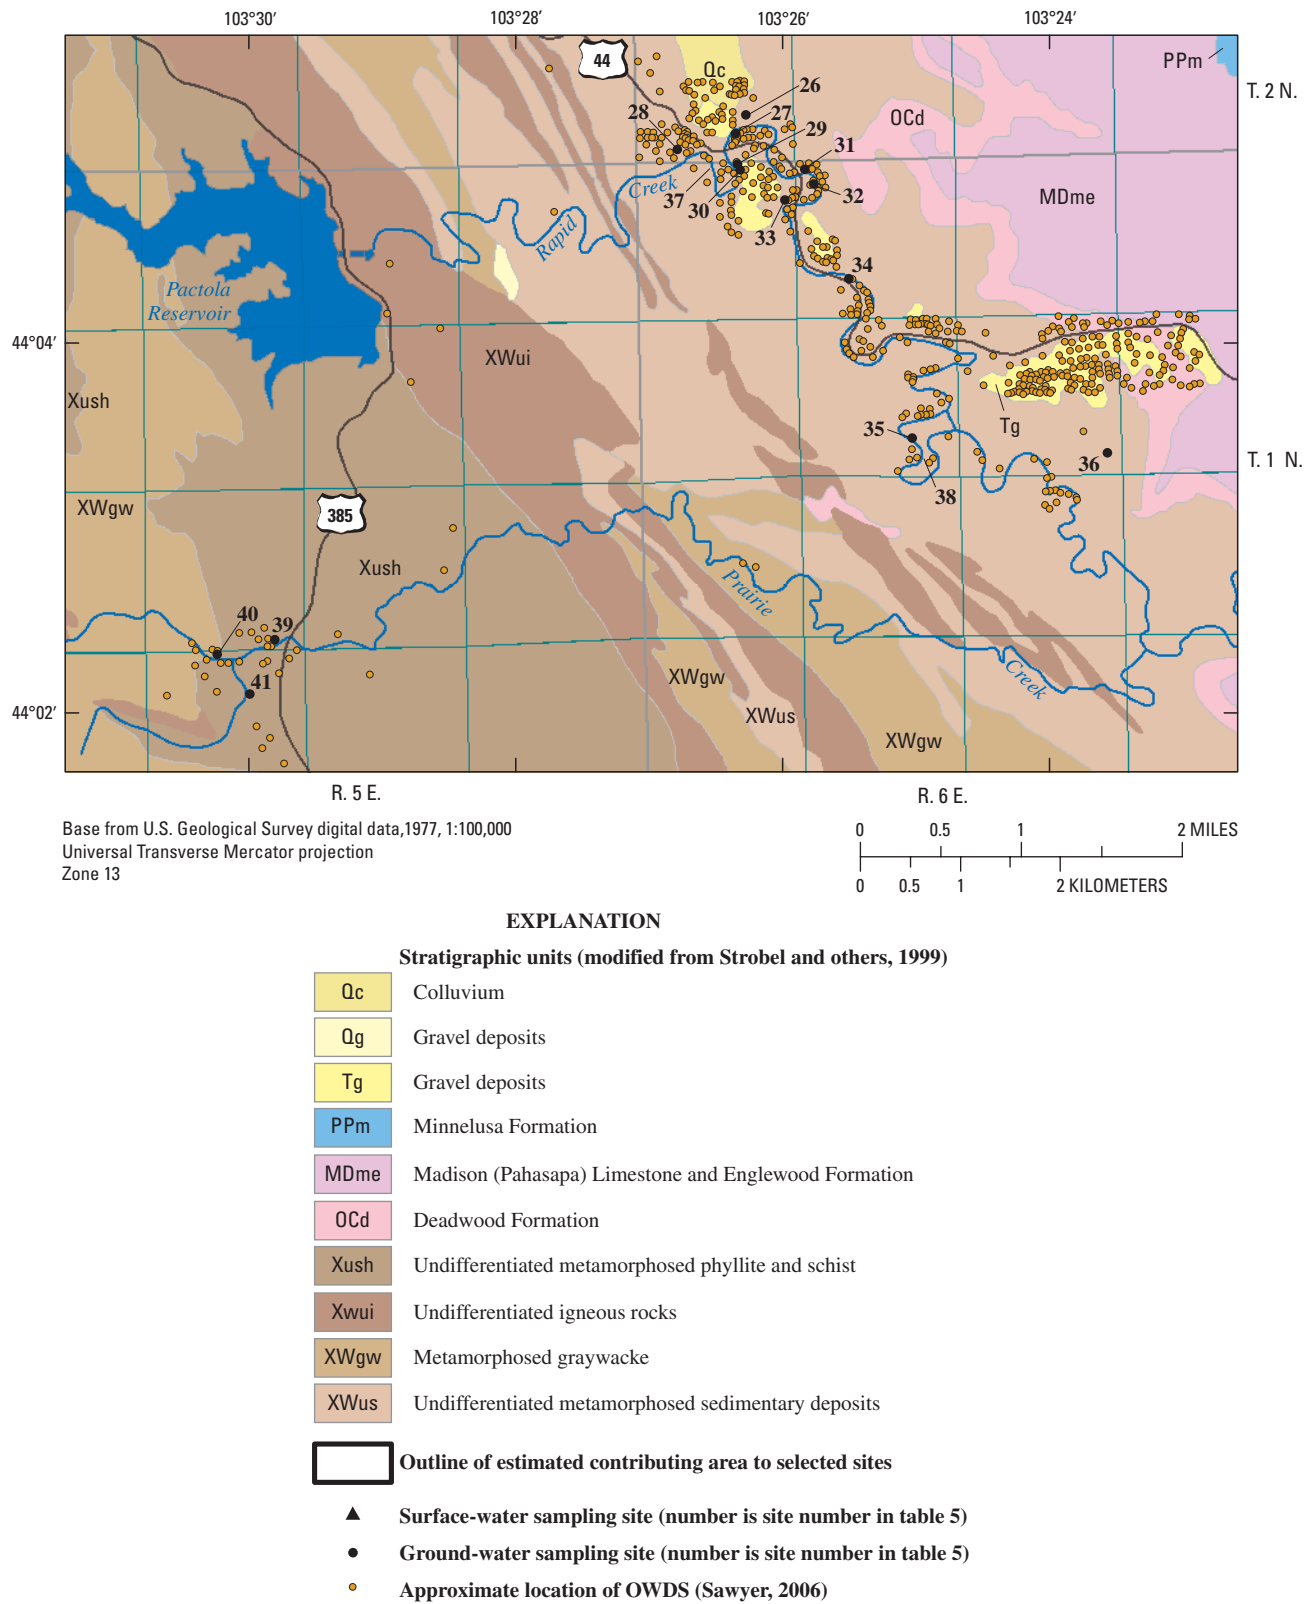 103°30′ 103°28′ 103°26′ 103°24′
44
Qc
PPm
T. 2 N.
26
27
28
29
OCd
31
Creek
37
30
32
MDme
33
Rapid
34
Pactola
Reservoir
44°04′
XWui
Xush
Tg
35
36
T. 1 N.
38
XWgw
385
Xush
Prairie
40
39
41
XWgw
Creek
44°02′
XWus
XWgw
R. 5 E.
R. 6 E.
Base from U.S. Geological Survey digital data,1977, 1:100,000
Universal Transverse Mercator projection
Zone 13
0 0.5 1 2 MILES
0 0.5 1 2 KILOMETERS
EXPLANATION
Stratigraphic units (modified from Strobel and others, 1999)
Qc Colluvium
Qg Gravel deposits
Tg Gravel deposits
PPm Minnelusa Formation
MDme Madison (Pahasapa) Limestone and Englewood Formation
OCd Deadwood Formation
Xush Undifferentiated metamorphosed phyllite and schist
Xwui Undifferentiated igneous rocks
XWgw Metamorphosed graywacke
XWus Undifferentiated metamorphosed sedimentary deposits
Outline of estimated contributing area to selected sites
Surface-water sampling site (number is site number in table 5)
Ground-water sampling site (number is site number in table 5)
Approximate location of OWDS (Sawyer, 2006)